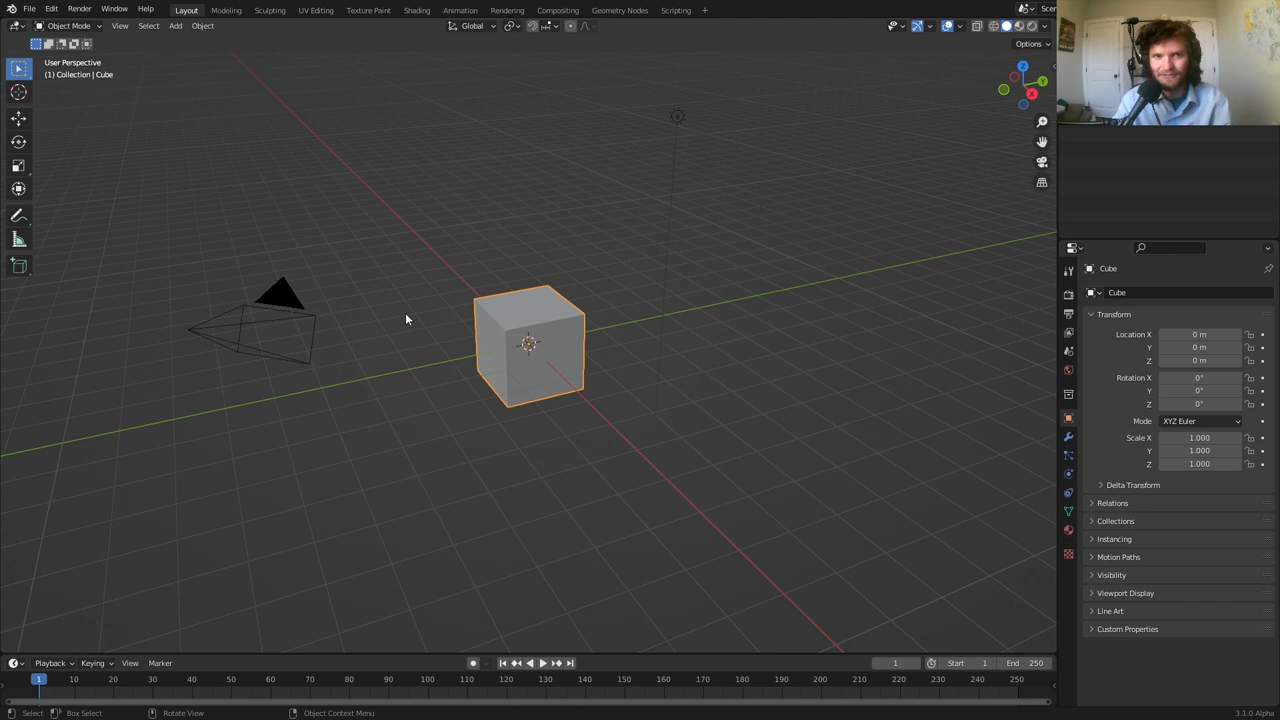 File Edit Render Window Help Layout Modeling Sculpting UV Editing Texture Paint Shading Animation Rendering Compositing Geometry Nodes Scripting + Scen
Object Mode View Select Add Object Global
Options
User Perspective
(1) Collection | Cube
Z
Y
X
Cube
Cube
Transform
Location X 0 m
Y 0 m
Z 0 m
Rotation X 0°
Y 0°
Z 0°
Mode XYZ Euler
Scale X 1.000
Y 1.000
Z 1.000
Delta Transform
Relations
Collections
Instancing
Motion Paths
Visibility
Viewport Display
Line Art
Custom Properties
Playback Keying View Marker 1 Start 1 End 250
1 10 20 30 40 50 60 70 80 90 100 110 120 130 140 150 160 170 180 190 200 210 220 230 240 250
Select Box Select Rotate View Object Context Menu 3.1.0 Alpha